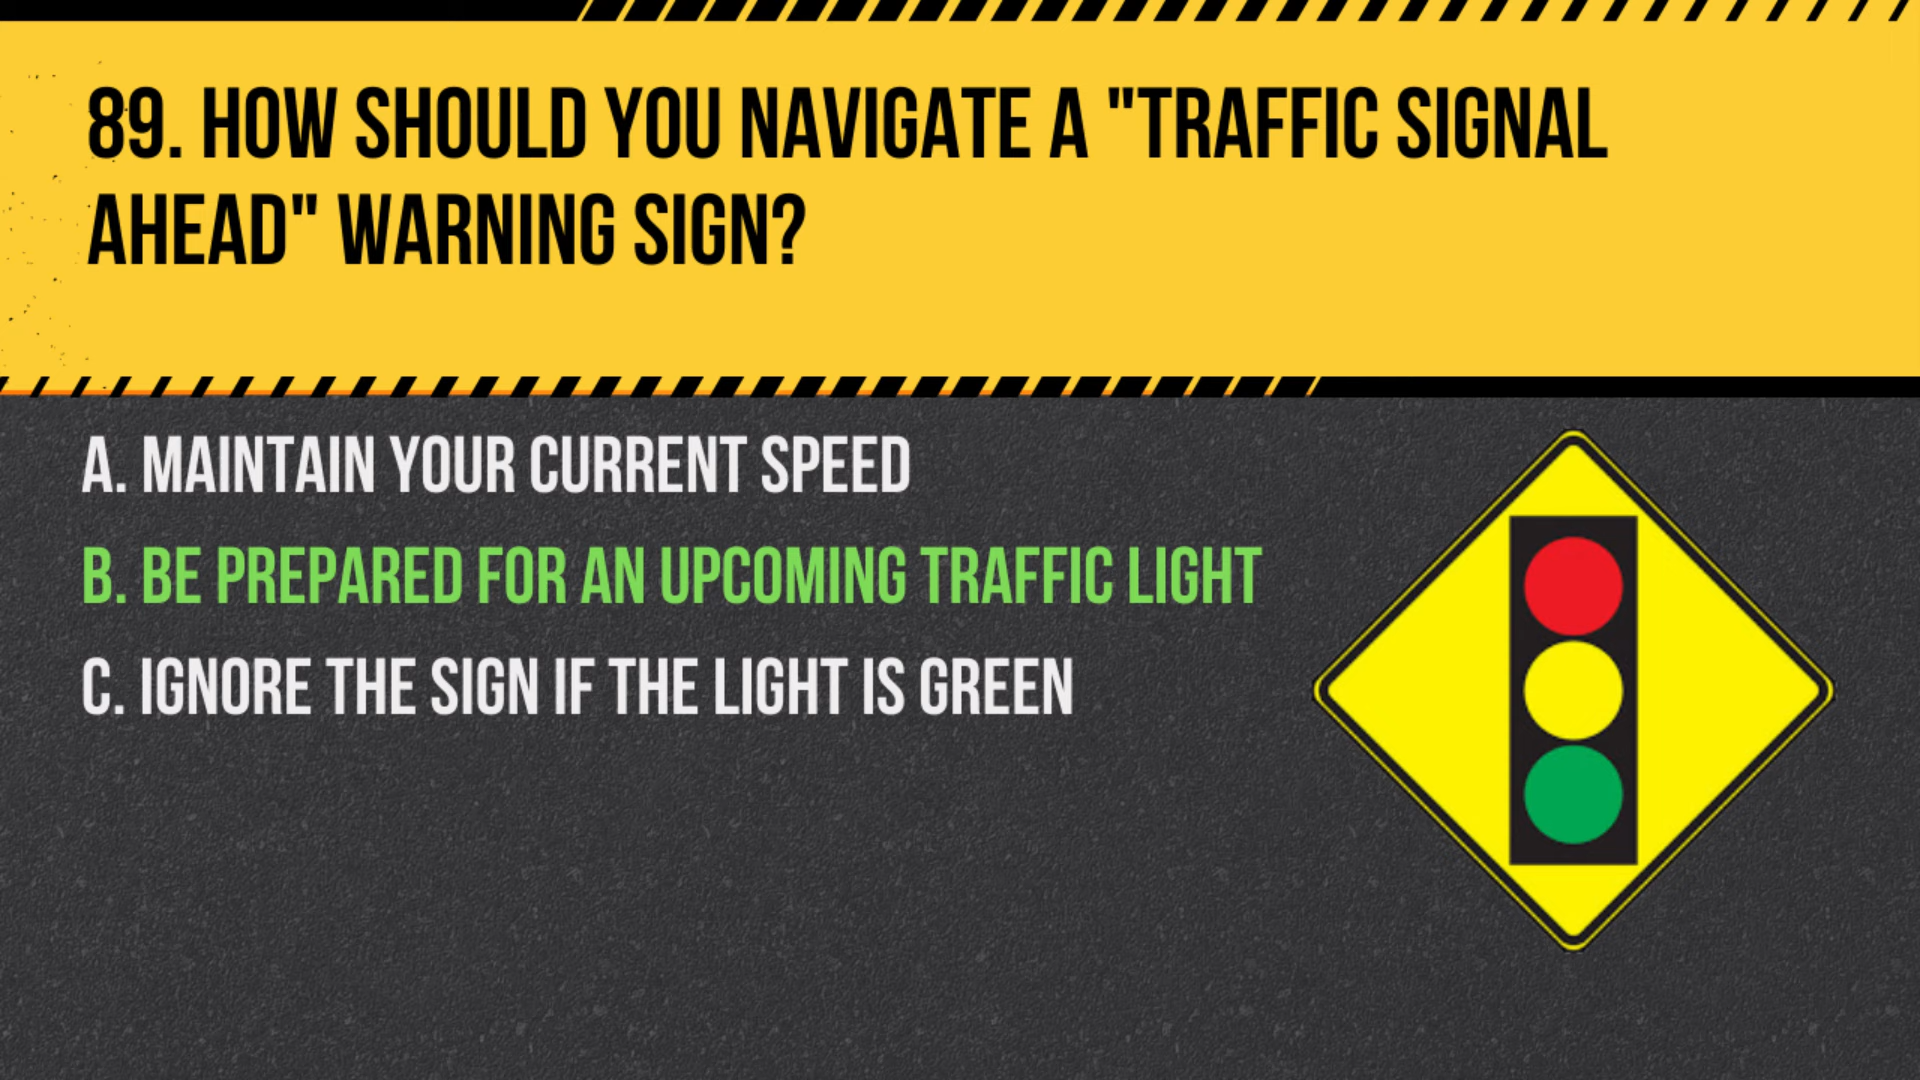 89. HOW SHOULD YOU NAVIGATE A "TRAFFIC SIGNAL
AHEAD" WARNING SIGN?
A. MAINTAIN YOUR CURRENT SPEED
B. BE PREPARED FOR AN UPCOMING TRAFFIC LIGHT
C. IGNORE THE SIGN IF THE LIGHT IS GREEN